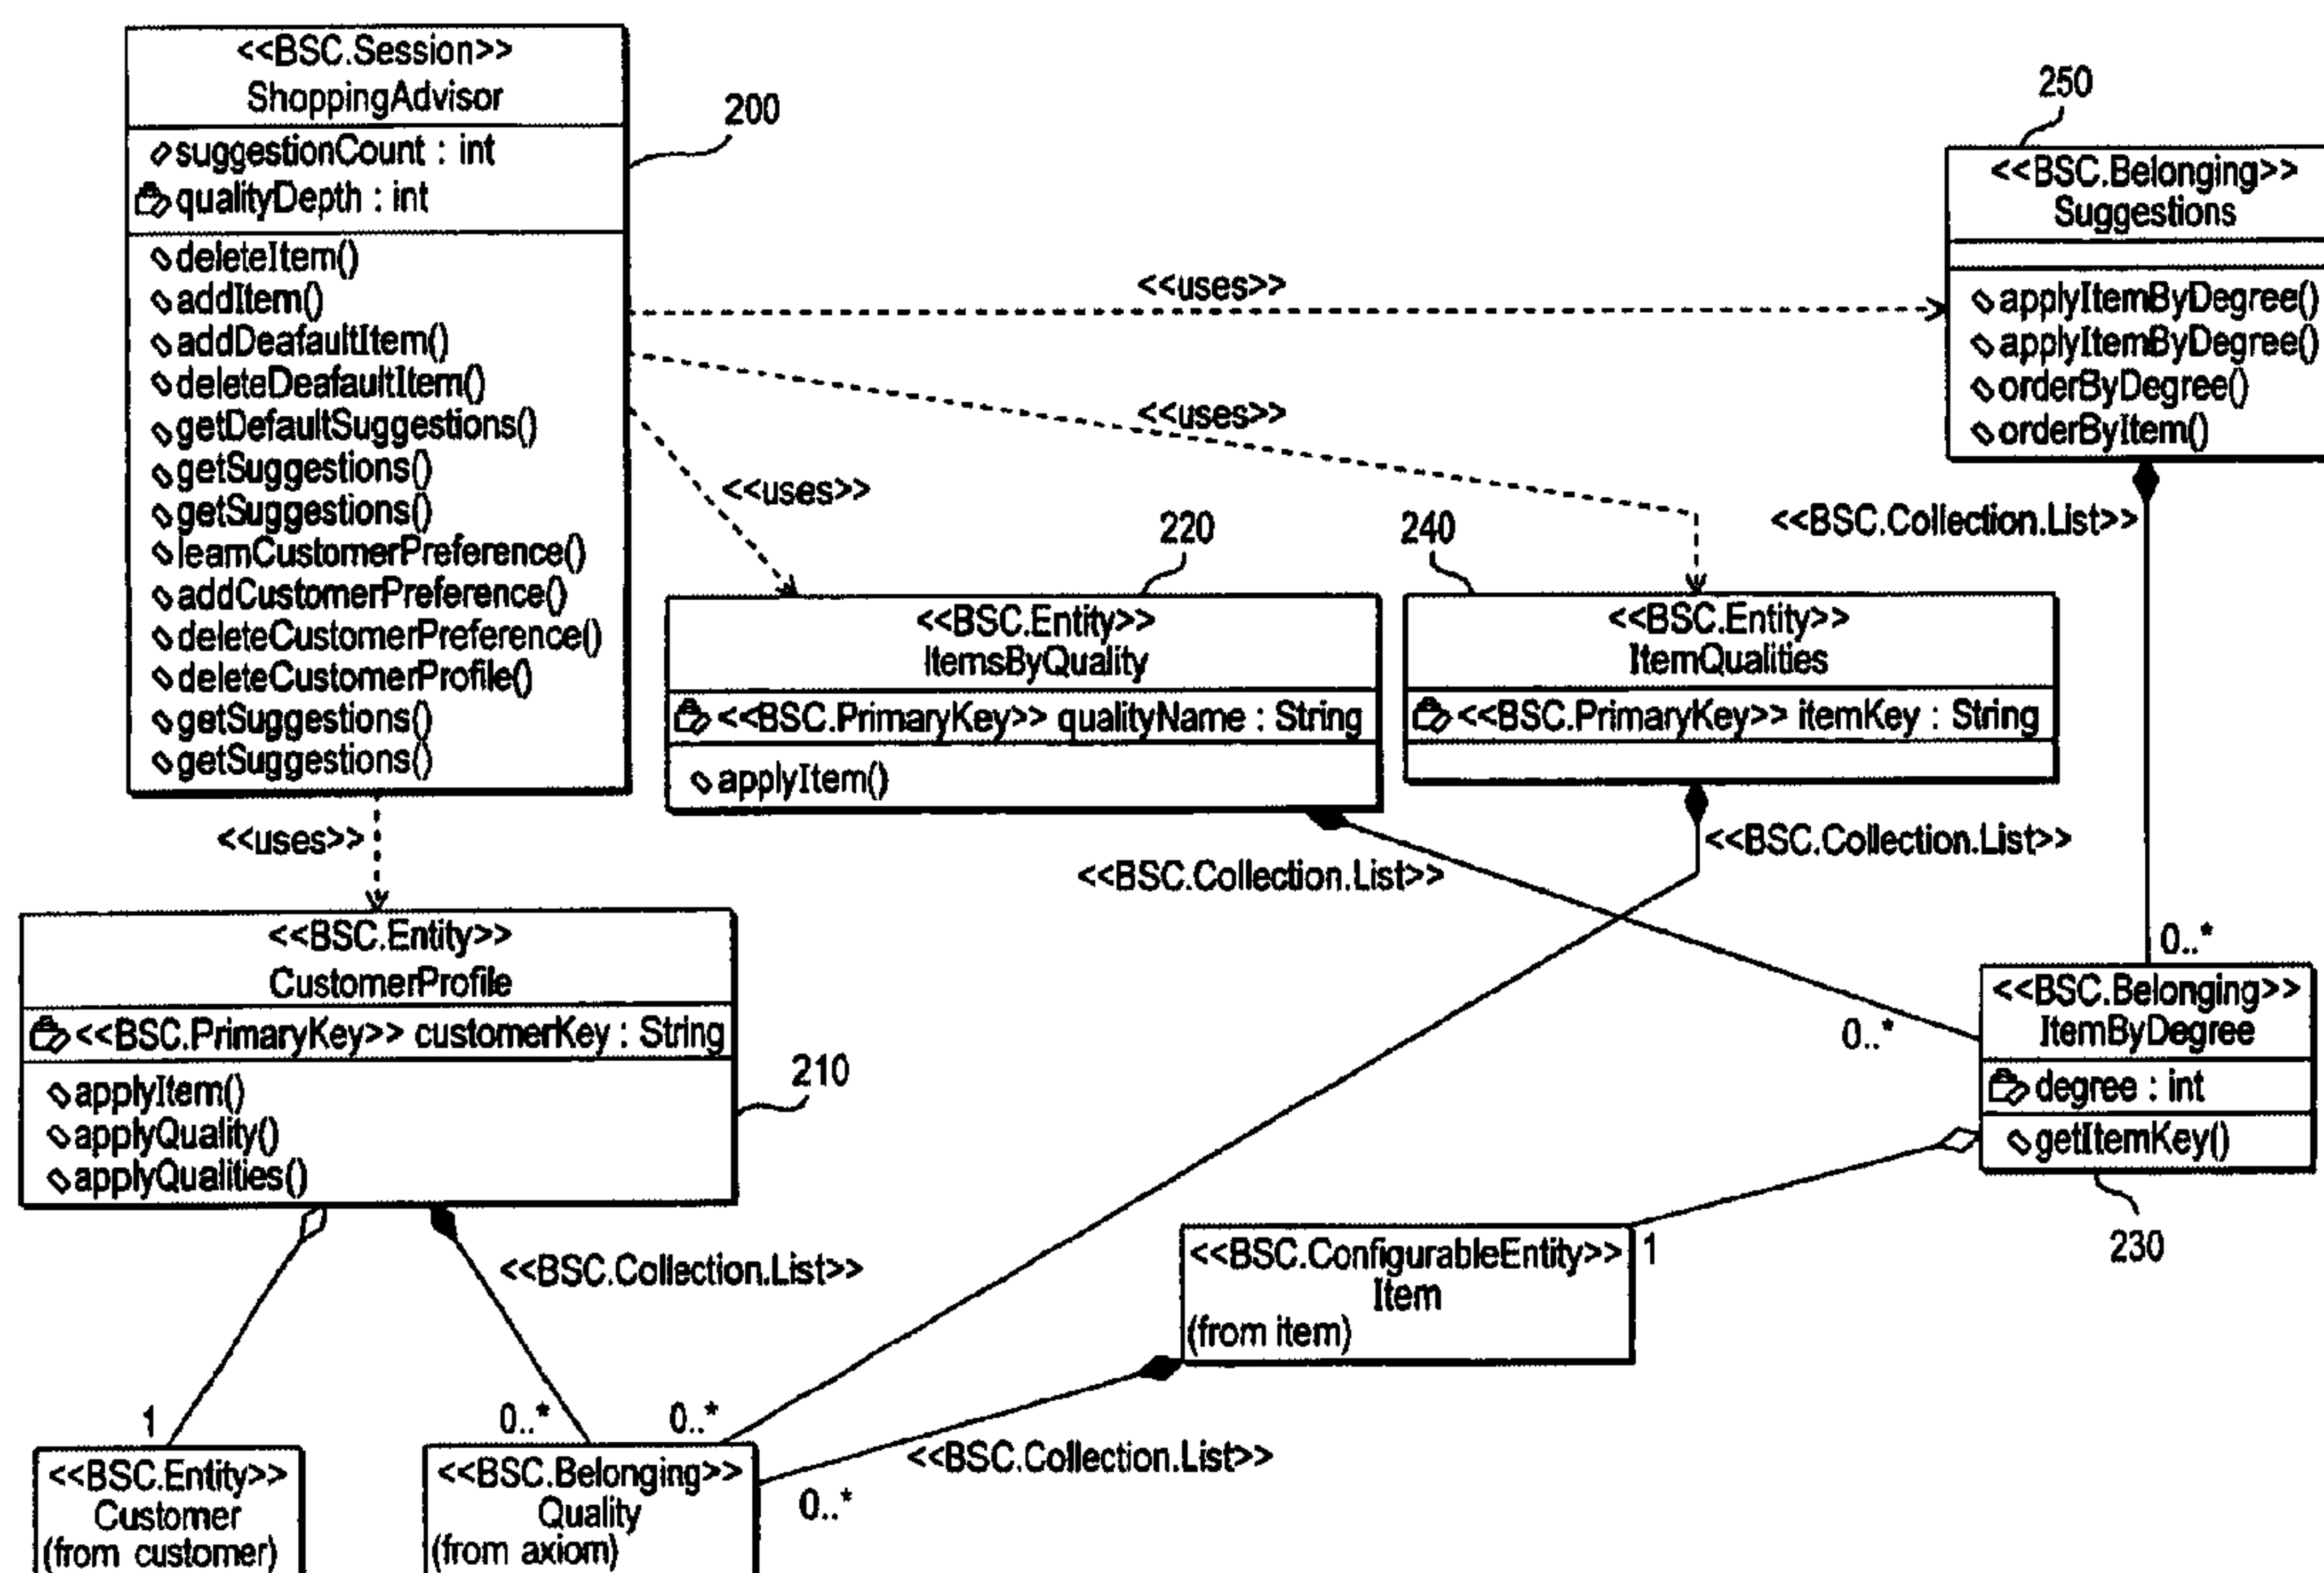 <<BSC.Session>>
ShoppingAdvisor
suggestionCount : int
qualityDepth : int
deleteItem()
addItem()
addDeafaultItem()
deleteDeafaultItem()
getDefaultSuggestions()
getSuggestions()
getSuggestions()
learnCustomerPreference()
addCustomerPreference()
deleteCustomerPreference()
deleteCustomerProfile()
getSuggestions()
getSuggestions()
200
<<uses>>
<<uses>>
<<uses>>
<<uses>>
250
<<BSC.Belonging>>
Suggestions
applyItemByDegree()
applyItemByDegree()
orderByDegree()
orderByItem()
<<BSC.Collection.List>>
0..*
220
<<BSC.Entity>>
ItemsByQuality
<<BSC.PrimaryKey>> qualityName : String
applyItem()
<<BSC.Collection.List>>
0..*
240
<<BSC.Entity>>
ItemQualities
<<BSC.PrimaryKey>> itemKey : String
<<BSC.Collection.List>>
0..*
<<BSC.Entity>>
CustomerProfile
<<BSC.PrimaryKey>> customerKey : String
applyItem()
applyQuality()
applyQualities()
210
<<BSC.Collection.List>>
1
0..*
<<BSC.Belonging>>
ItemByDegree
degree : int
getItemKey()
230
<<BSC.ConfigurableEntity>>
Item
(from item)
1
<<BSC.Collection.List>>
0..*
<<BSC.Entity>>
Customer
(from customer)
<<BSC.Belonging>>
Quality
(from axiom)